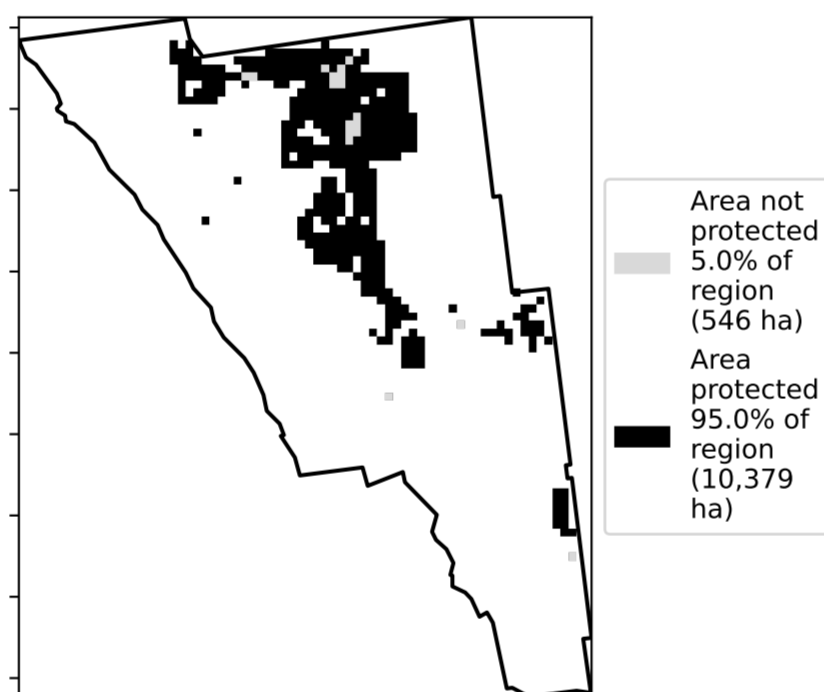 Area not
protected
5.0% of
region
(546 ha)
Area
protected
95.0% of
region
(10,379
ha)